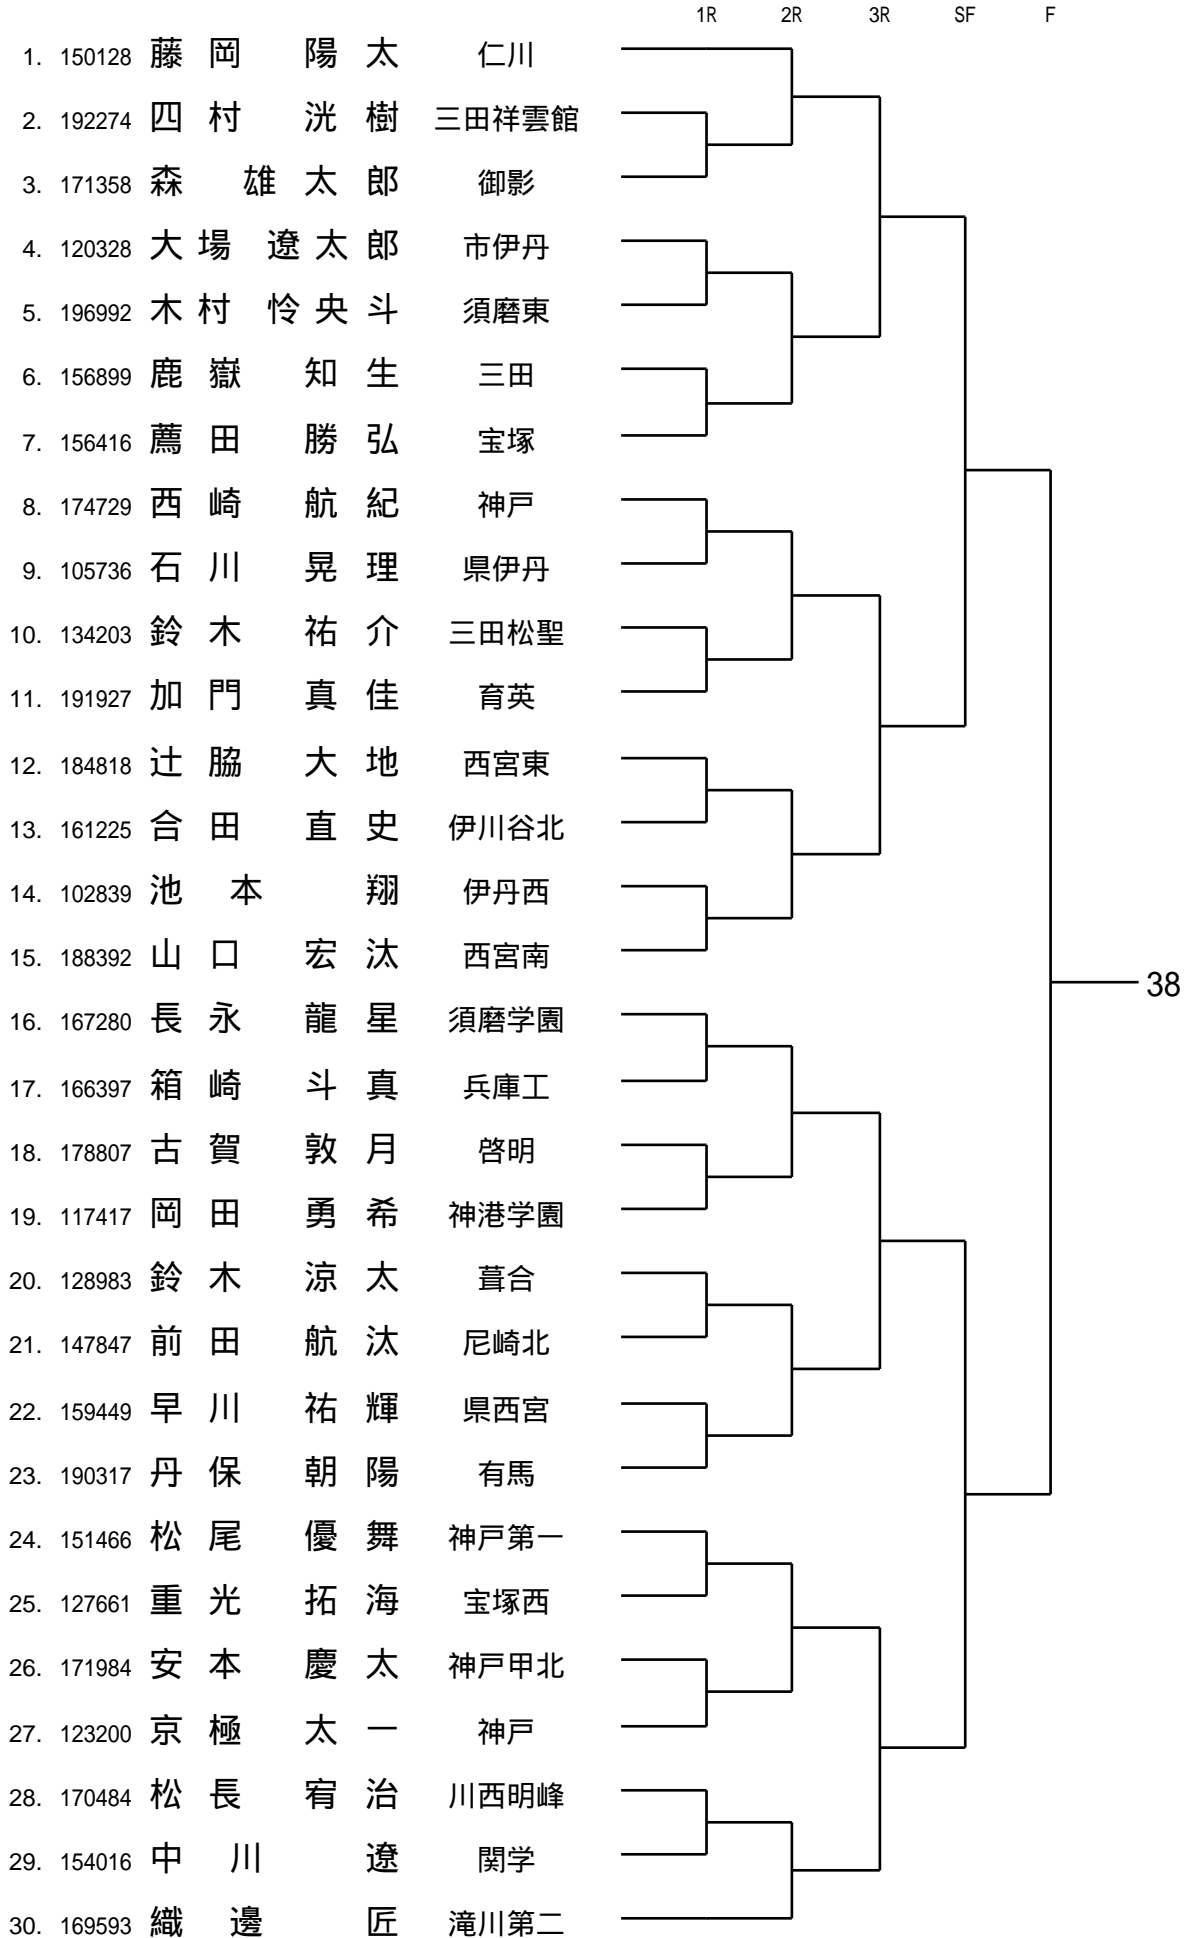 1R 2R 3R SF F
1. 150128 藤岡 陽太 仁川
2. 192274 四村 洸樹 三田祥雲館
3. 171358 森 雄太郎 御影
4. 120328 大場 遼太郎 市伊丹
5. 196992 木村 怜央斗 須磨東
6. 156899 鹿嶽 知生 三田
7. 156416 薦田 勝弘 宝塚
8. 174729 西崎 航紀 神戸
9. 105736 石川 晃理 県伊丹
10. 134203 鈴木 祐介 三田松聖
11. 191927 加門 真佳 育英
12. 184818 辻脇 大地 西宮東
13. 161225 合田 直史 伊川谷北
14. 102839 池本 翔 伊丹西
15. 188392 山口 宏汰 西宮南
38
16. 167280 長永 龍星 須磨学園
17. 166397 箱崎 斗真 兵庫工
18. 178807 古賀 敦月 啓明
19. 117417 岡田 勇希 神港学園
20. 128983 鈴木 涼太 葺合
21. 147847 前田 航汰 尼崎北
22. 159449 早川 祐輝 県西宮
23. 190317 丹保 朝陽 有馬
24. 151466 松尾 優舞 神戸第一
25. 127661 重光 拓海 宝塚西
26. 171984 安本 慶太 神戸甲北
27. 123200 京極 太一 神戸
28. 170484 松長 宥治 川西明峰
29. 154016 中川 遼 関学
30. 169593 織邊 匠 滝川第二